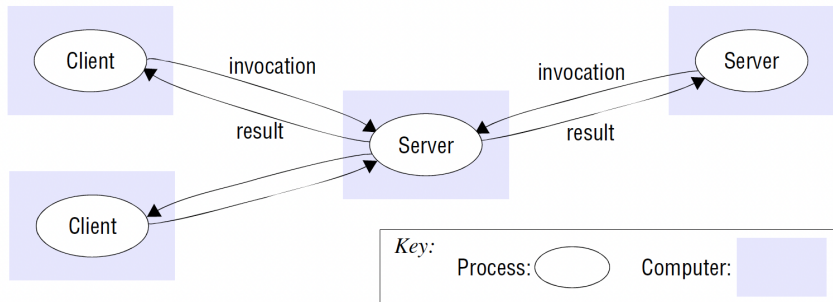 Client
invocation
result
Server
invocation
result
Server
Client
Key:
Process:
Computer: